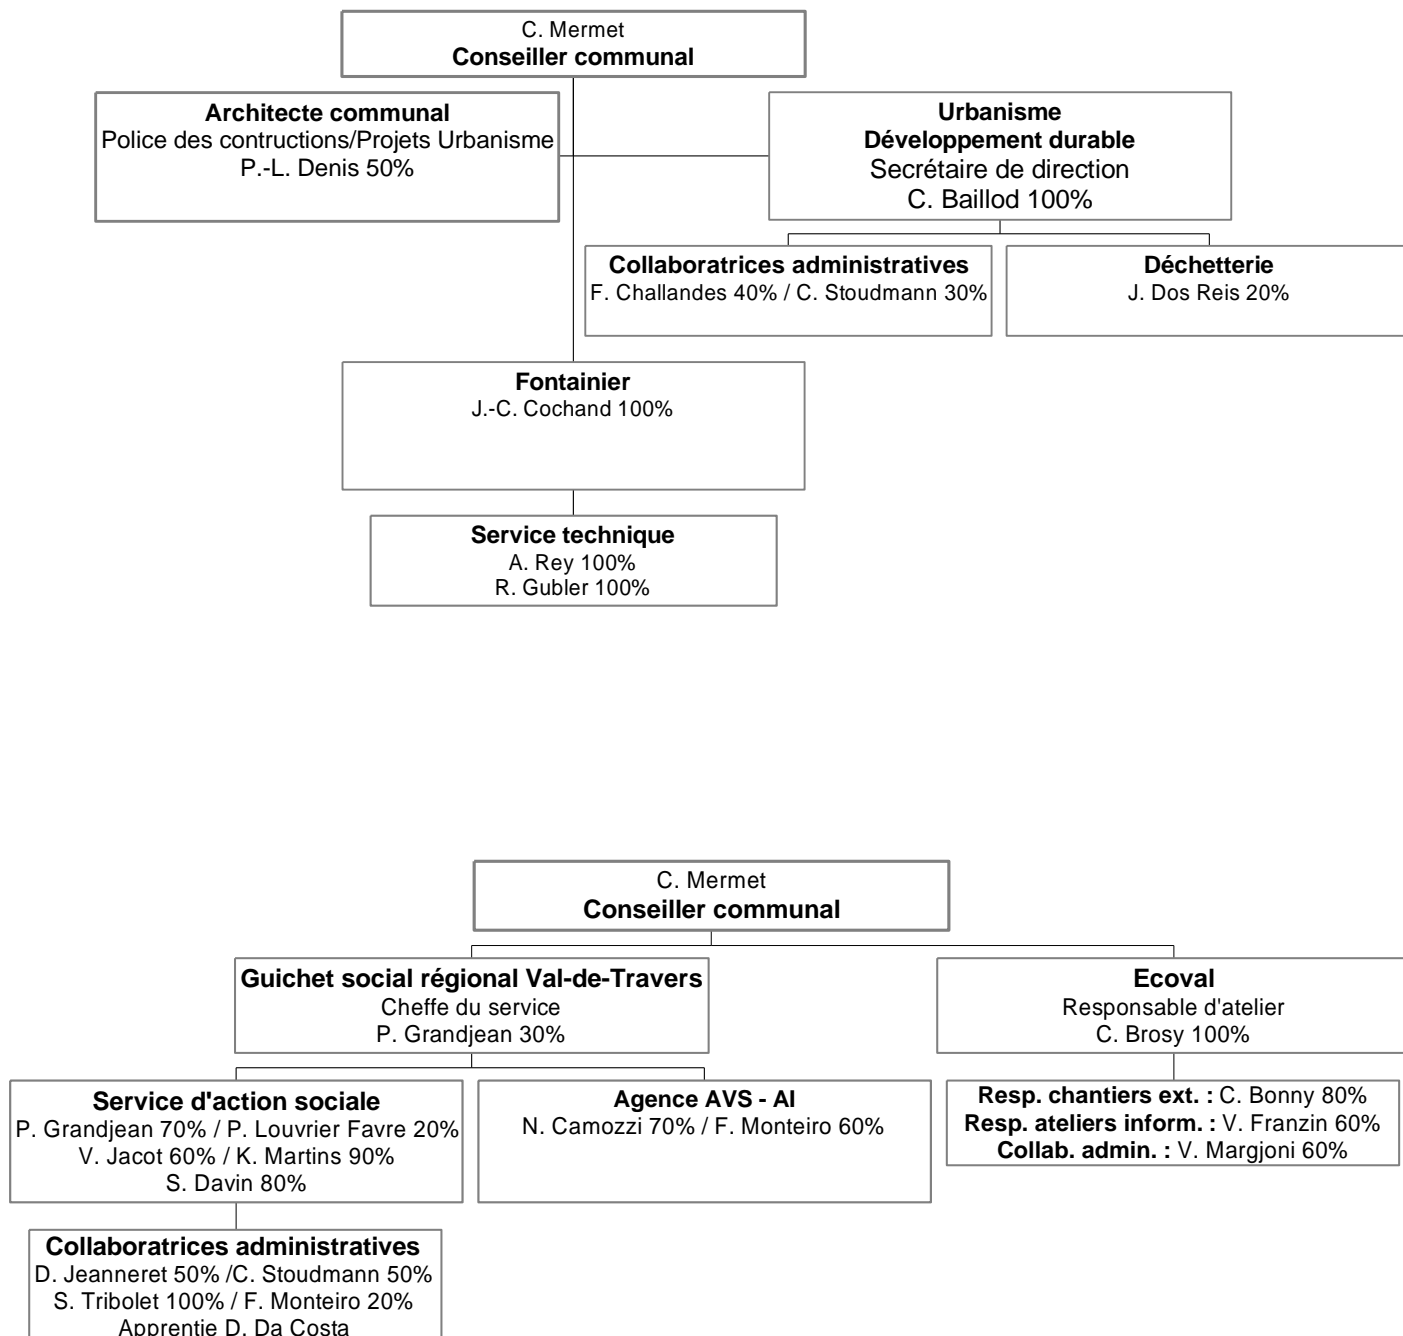 C. Mermet
Conseiller communal
Architecte communal
Police des contructions/Projets Urbanisme
P.-L. Denis 50%
Urbanisme
Développement durable
Secrétaire de direction
C. Baillod 100%
Collaboratrices administratives
F. Challandes 40% / C. Stoudmann 30%
Déchetterie
J. Dos Reis 20%
Fontainier
J.-C. Cochand 100%
Service technique
A. Rey 100%
R. Gubler 100%
C. Mermet
Conseiller communal
Guichet social régional Val-de-Travers
Cheffe du service
P. Grandjean 30%
Ecoval
Responsable d'atelier
C. Brosy 100%
Service d'action sociale
P. Grandjean 70% / P. Louvrier Favre 20%
V. Jacot 60% / K. Martins 90%
S. Davin 80%
Agence AVS - AI
N. Camozzi 70% / F. Monteiro 60%
Resp. chantiers ext. : C. Bonny 80%
Resp. ateliers inform. : V. Franzin 60%
Collab. admin. : V. Margjoni 60%
Collaboratrices administratives
D. Jeanneret 50% /C. Stoudmann 50%
S. Tribolet 100% / F. Monteiro 20%
Apprentie D. Da Costa